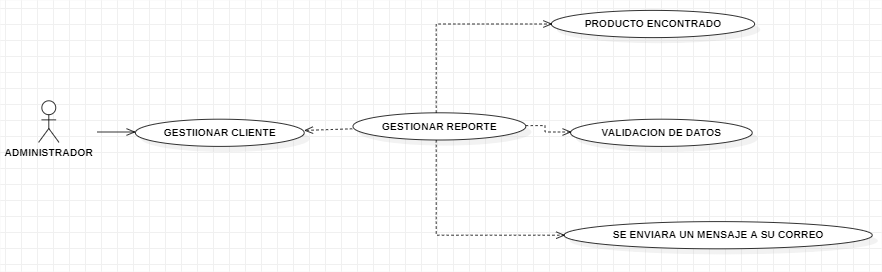 PRODUCTO ENCONTRADO
GESTIIONAR CLIENTE
GESTIONAR REPORTE
VALIDACION DE DATOS
ADMINISTRADOR
SE ENVIARA UN MENSAJE A SU CORREO